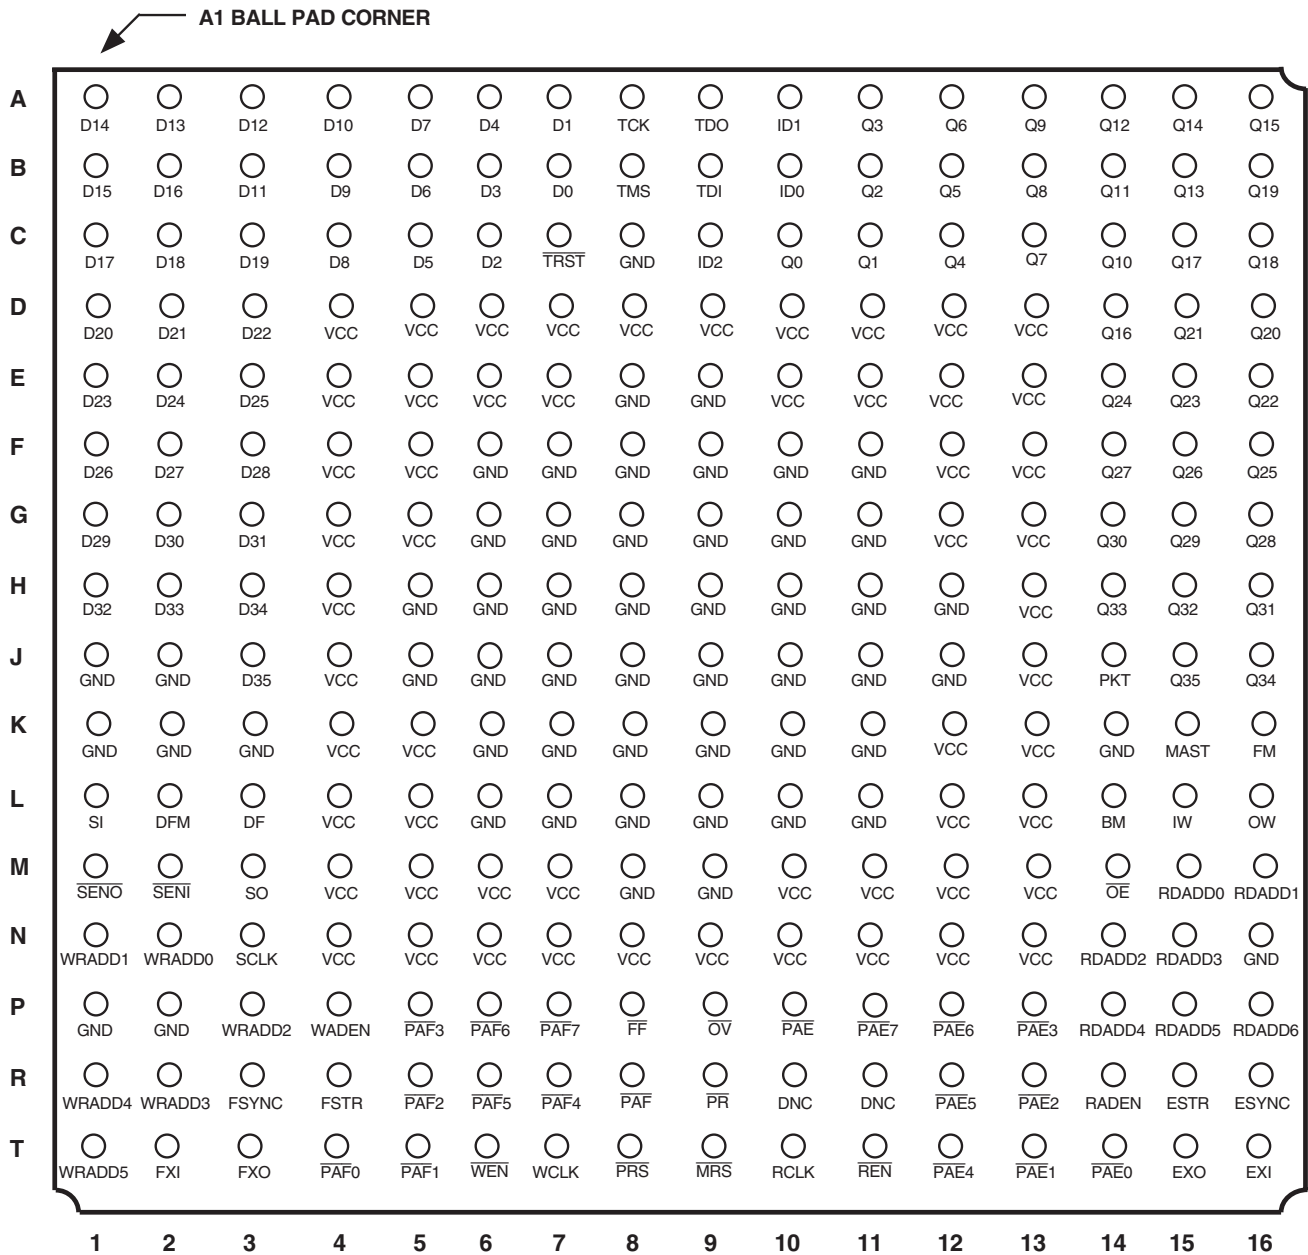 A1 BALL PAD CORNER
A
D14 D13 D12 D10 D7 D4 D1 TCK TDO ID1 Q3 Q6 Q9 Q12 Q14 Q15
B
D15 D16 D11 D9 D6 D3 D0 TMS TDI ID0 Q2 Q5 Q8 Q11 Q13 Q19
C
D17 D18 D19 D8 D5 D2 TRST GND ID2 Q0 Q1 Q4 Q7 Q10 Q17 Q18
D
D20 D21 D22 VCC VCC VCC VCC VCC VCC VCC VCC VCC VCC Q16 Q21 Q20
E
D23 D24 D25 VCC VCC VCC VCC GND GND VCC VCC VCC VCC Q24 Q23 Q22
F
D26 D27 D28 VCC VCC GND GND GND GND GND GND VCC VCC Q27 Q26 Q25
G
D29 D30 D31 VCC VCC GND GND GND GND GND GND VCC VCC Q30 Q29 Q28
H
D32 D33 D34 VCC GND GND GND GND GND GND GND GND VCC Q33 Q32 Q31
J
GND GND D35 VCC GND GND GND GND GND GND GND GND VCC PKT Q35 Q34
K
GND GND GND VCC VCC GND GND GND GND GND GND VCC VCC GND MAST FM
L
SI DFM DF VCC VCC GND GND GND GND GND GND VCC VCC BM IW OW
M
SENO SENI SO VCC VCC VCC VCC GND GND VCC VCC VCC VCC OE RDADD0 RDADD1
N
WRADD1 WRADD0 SCLK VCC VCC VCC VCC VCC VCC VCC VCC VCC VCC RDADD2 RDADD3 GND
P
GND GND WRADD2 WADEN PAF3 PAF6 PAF7 FF OV PAE PAE7 PAE6 PAE3 RDADD4 RDADD5 RDADD6
R
WRADD4 WRADD3 FSYNC FSTR PAF2 PAF5 PAF4 PAF PR DNC DNC PAE5 PAE2 RADEN ESTR ESYNC
T
WRADD5 FXI FXO PAF0 PAF1 WEN WCLK PRS MRS RCLK REN PAE4 PAE1 PAE0 EXO EXI
1 2 3 4 5 6 7 8 9 10 11 12 13 14 15 16